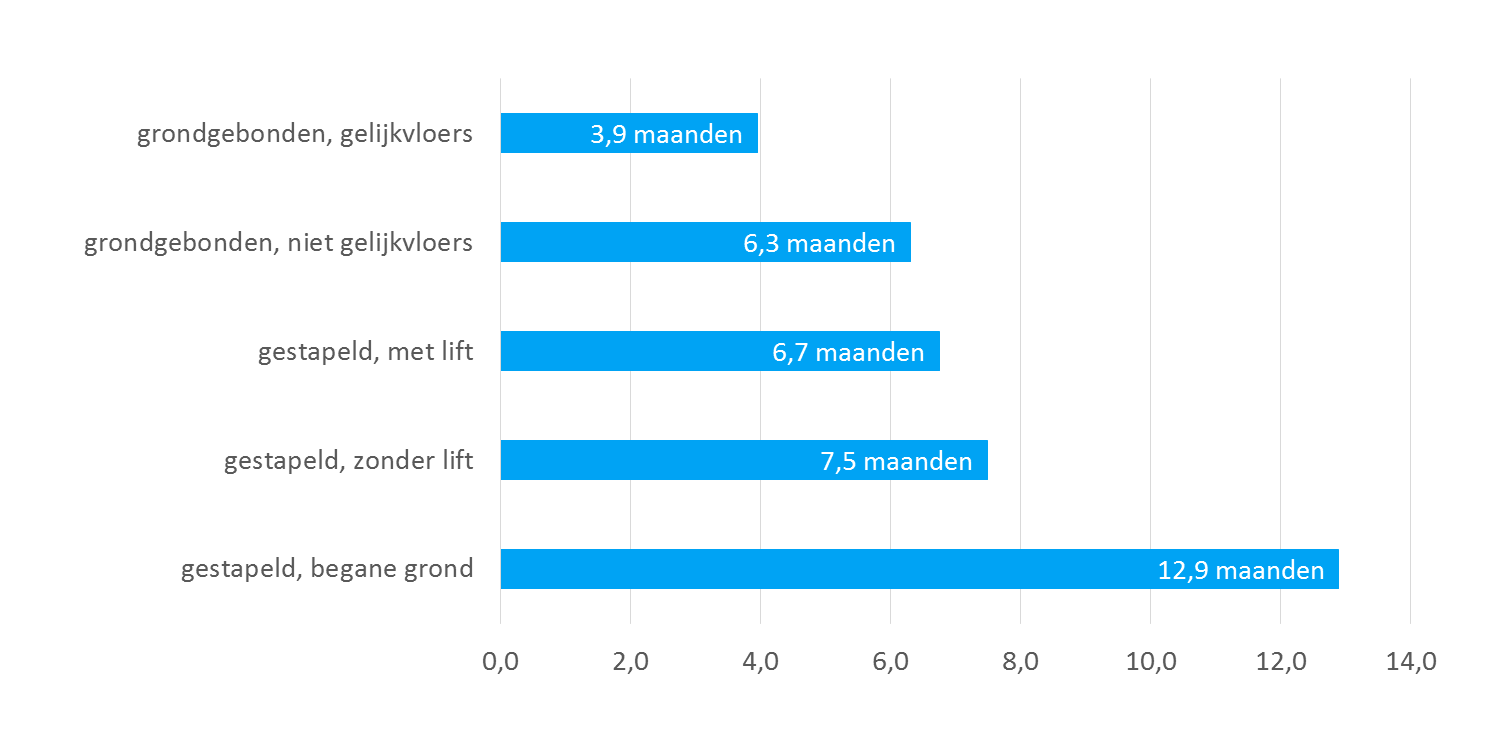 grondgebonden, gelijkvloers
3,9 maanden
grondgebonden, niet gelijkvloers
6,3 maanden
gestapeld, met lift
6,7 maanden
gestapeld, zonder lift
7,5 maanden
gestapeld, begane grond
12,9 maanden
0,0 2,0 4,0 6,0 8,0 10,0 12,0 14,0